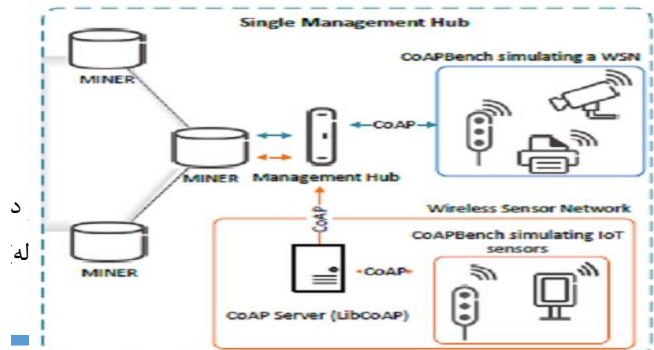 Single Management Hub
CoAPBench simulating a WSN
MINER
CoAP
MINER
Management Hub
د
Wireless Sensor Network
CoAP
CoAPBench simulating IoT
sensors
له]
MINER
CoAP
CoAP Server (LibCoAP)